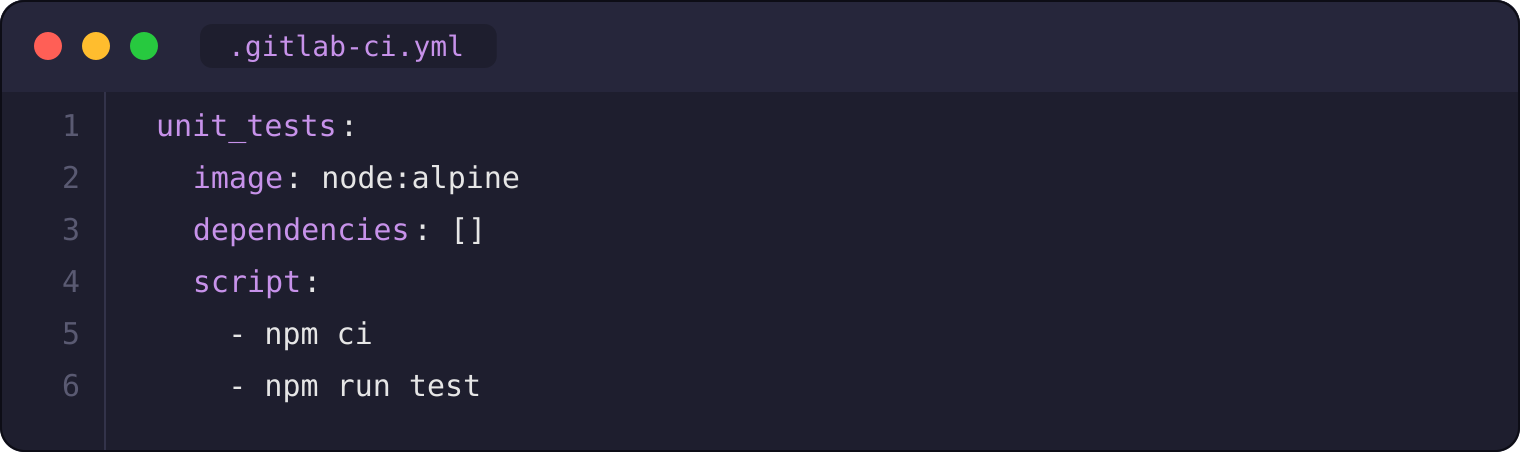 .gitlab-ci.yml
1 unit_tests:
2   image: node:alpine
3   dependencies: []
4   script:
5     - npm ci
6     - npm run test